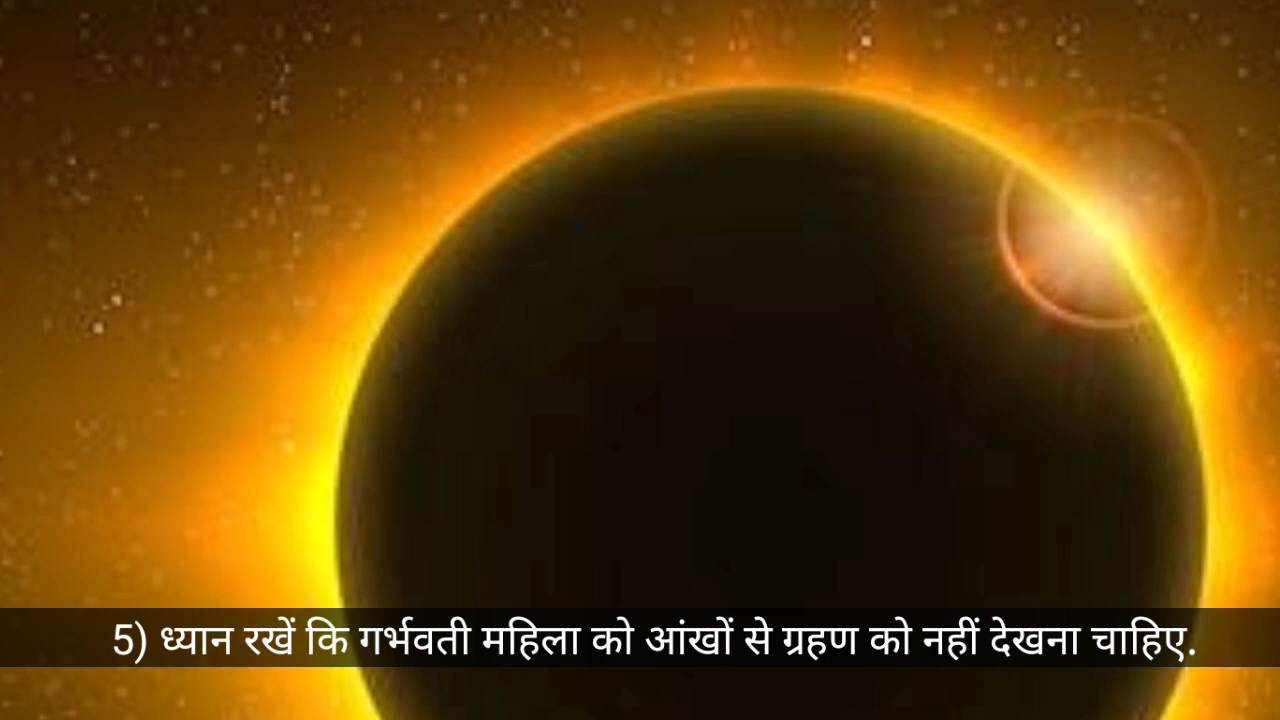 5) ध्यान रखें कि गर्भवती महिला को आंखों से ग्रहण को नहीं देखना चाहिए.